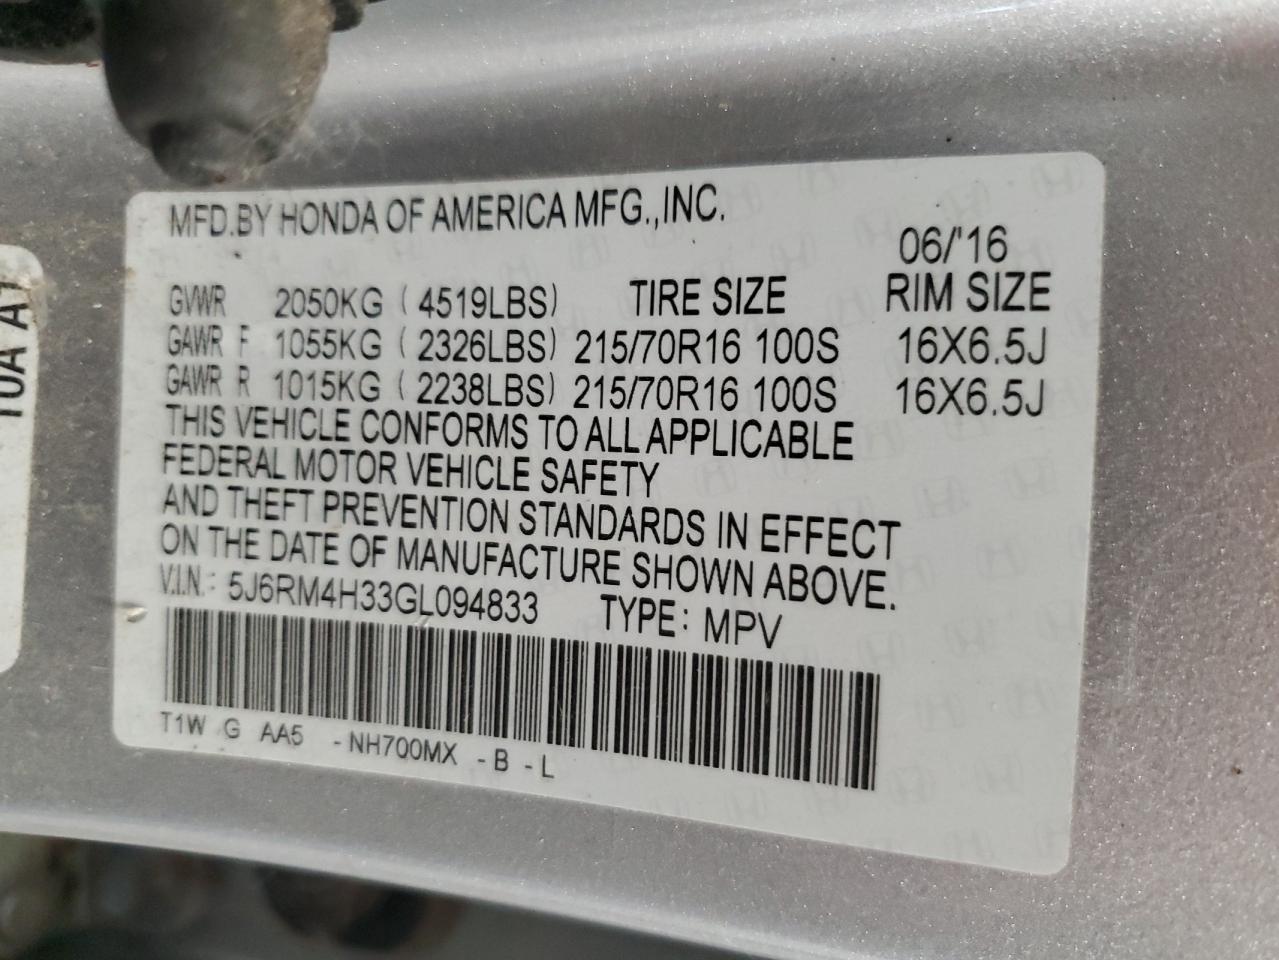 MFD.BY HONDA OF AMERICA MFG.,INC.
06/'16
GVWR 2050KG (4519LBS) TIRE SIZE RIM SIZE
GAWR F 1055KG (2326LBS) 215/70R16 100S 16X6.5J
GAWR R 1015KG (2238LBS) 215/70R16 100S 16X6.5J
THIS VEHICLE CONFORMS TO ALL APPLICABLE
FEDERAL MOTOR VEHICLE SAFETY
AND THEFT PREVENTION STANDARDS IN EFFECT
ON THE DATE OF MANUFACTURE SHOWN ABOVE.
V.I.N.: 5J6RM4H33GL094833 TYPE: MPV
T1W G AA5 -NH700MX -B -L